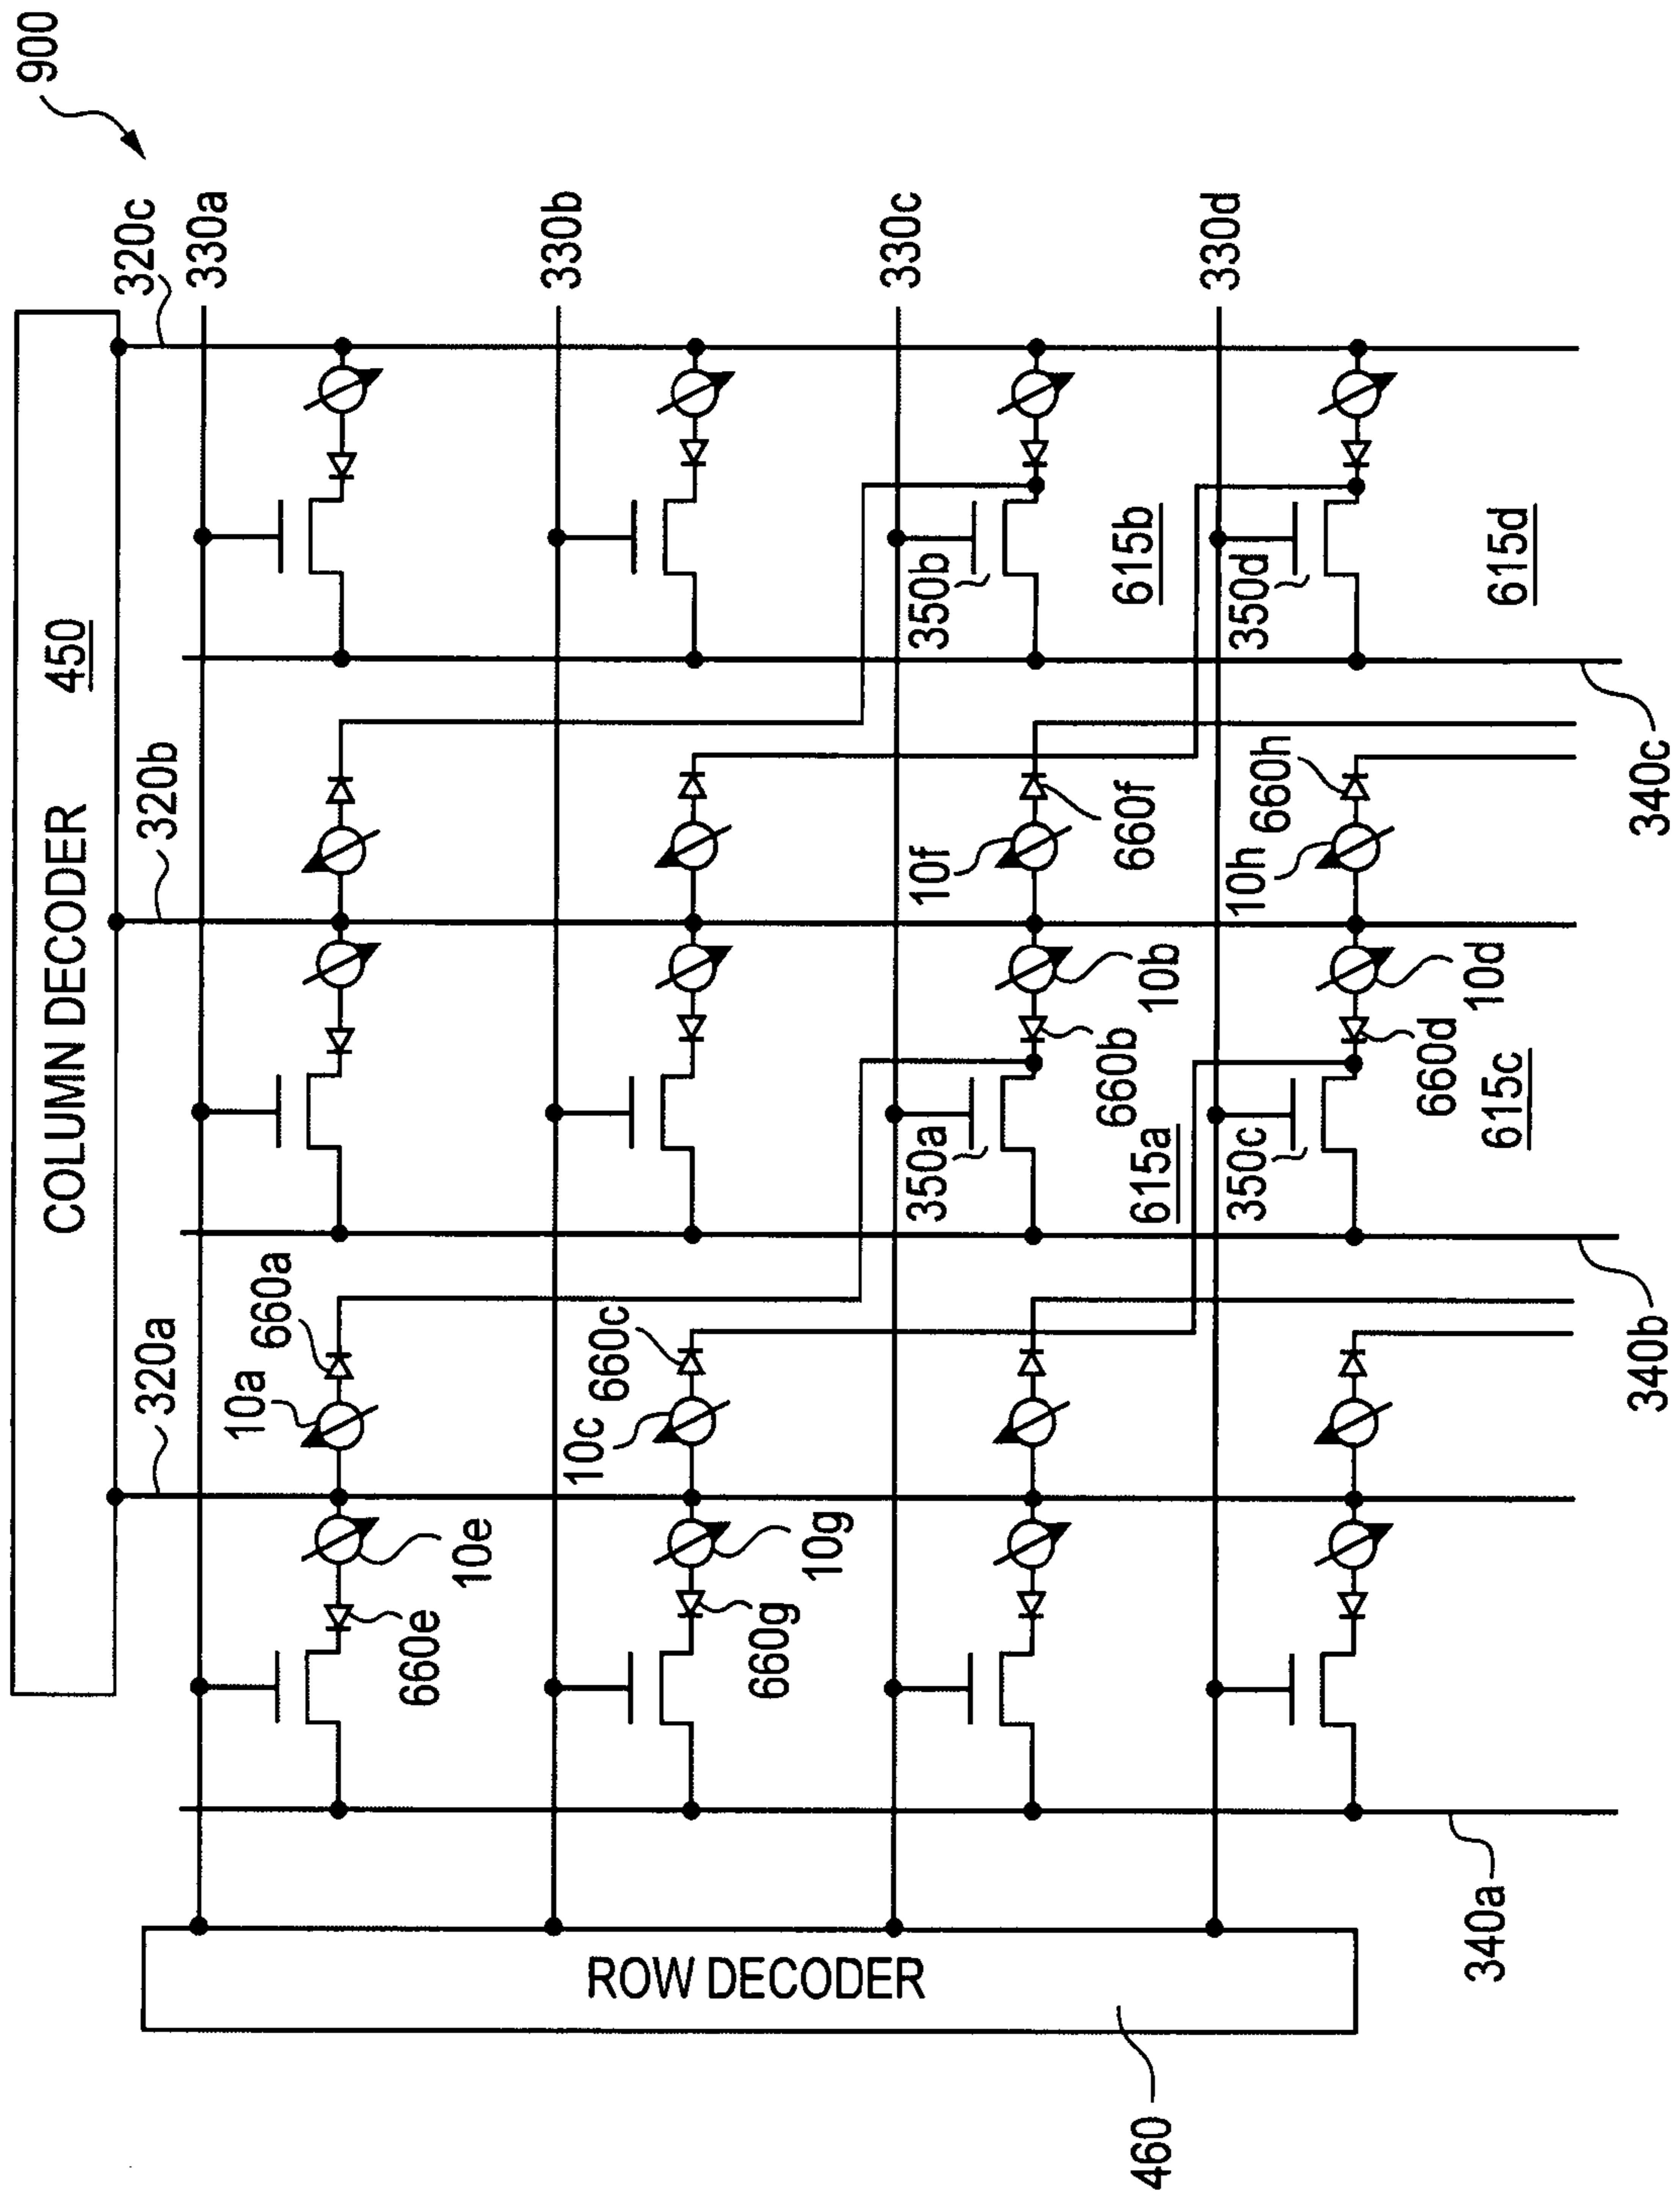 900
COLUMN DECODER 450
320a
320b
320c
330a
10a
660a
660e
10e
330b
10c
660c
ROW DECODER
660g
10g
330c
350a
10f
350b
660b
660f
615b
460
615a
10b
330d
350c
10h
350d
660h
660d
340a
10d
615c
615d
340b
340c